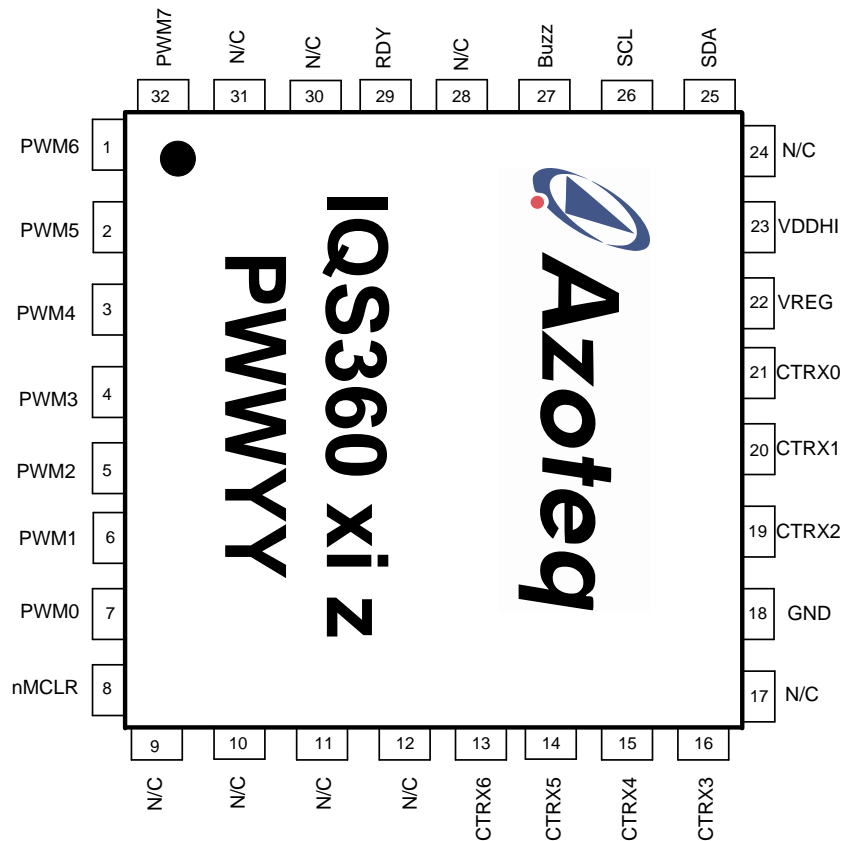 PWM7
N/C
N/C
RDY
N/C
Buzz
SCL
SDA
32
31
30
29
28
27
26
25
PWM6 1
PWM5 2
PWM4 3
PWM3 4
PWM2 5
PWM1 6
PWM0 7
nMCLR 8
Azoteq
IQS360 xi z
PWWYY
24 N/C
23 VDDHI
22 VREG
21 CTRX0
20 CTRX1
19 CTRX2
18 GND
17 N/C
9
10
11
12
13
14
15
16
N/C
N/C
N/C
N/C
CTRX6
CTRX5
CTRX4
CTRX3